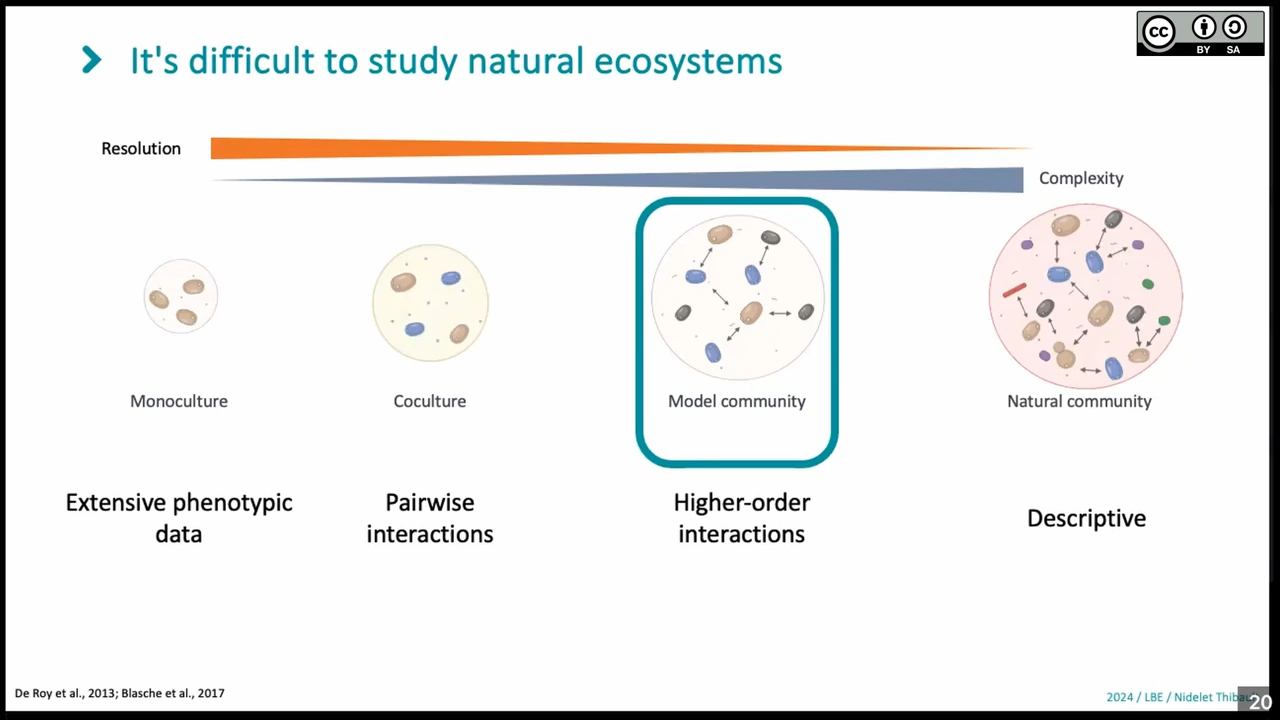 It's difficult to study natural ecosystems
cc
BY SA
Resolution
Complexity
Monoculture
Coculture
Model community
Natural community
Extensive phenotypic
data
Pairwise
interactions
Higher-order
interactions
Descriptive
De Roy et al., 2013; Blasche et al., 2017
2024 / LBE / Nidelet
20